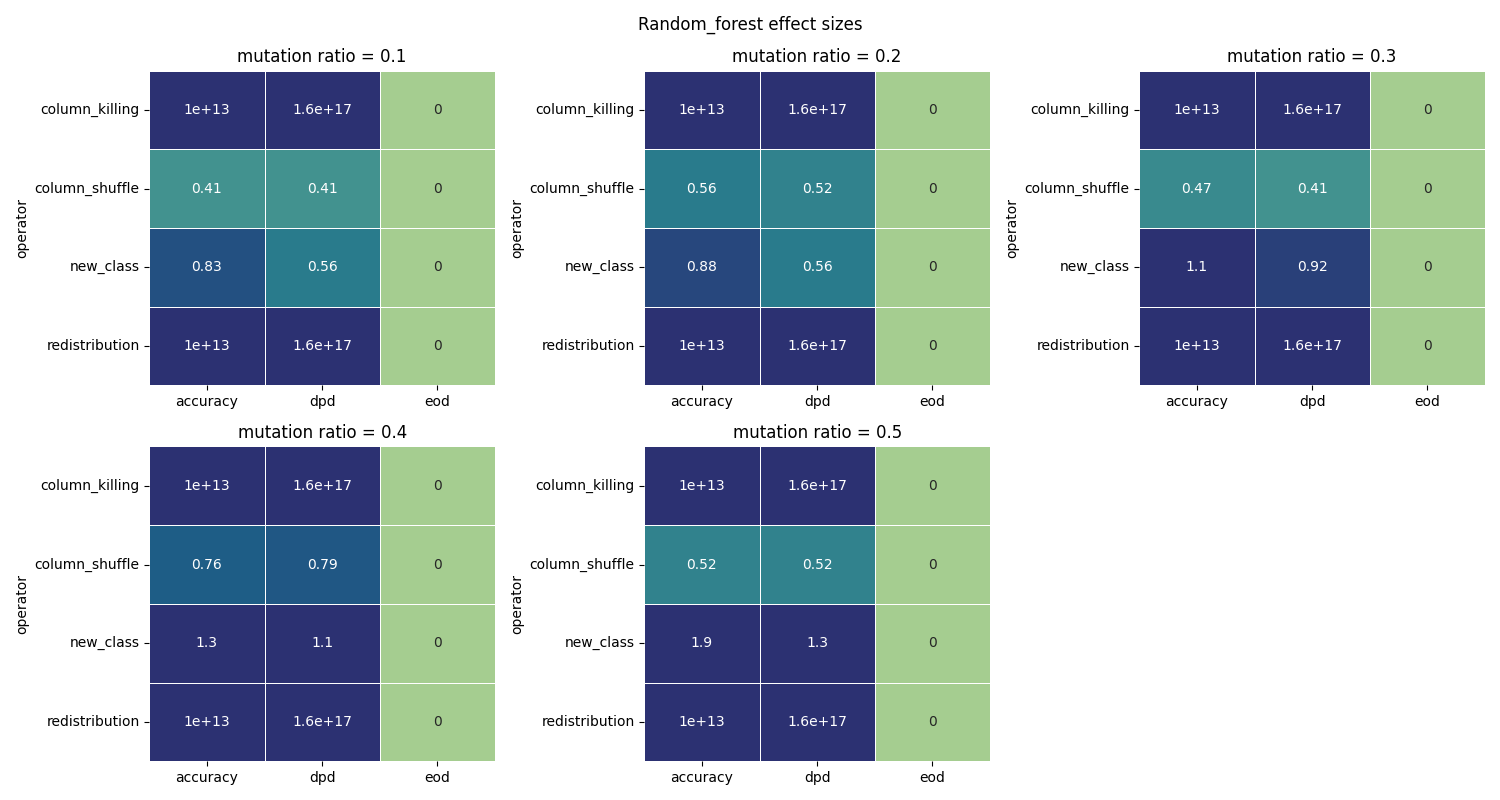 Random_forest effect sizes
mutation ratio = 0.1
operator
column_killing 1e+13 1.6e+17 0
column_shuffle 0.41 0.41 0
new_class 0.83 0.56 0
redistribution 1e+13 1.6e+17 0
accuracy dpd eod
mutation ratio = 0.2
operator
column_killing 1e+13 1.6e+17 0
column_shuffle 0.56 0.52 0
new_class 0.88 0.56 0
redistribution 1e+13 1.6e+17 0
accuracy dpd eod
mutation ratio = 0.3
operator
column_killing 1e+13 1.6e+17 0
column_shuffle 0.47 0.41 0
new_class 1.1 0.92 0
redistribution 1e+13 1.6e+17 0
accuracy dpd eod
mutation ratio = 0.4
operator
column_killing 1e+13 1.6e+17 0
column_shuffle 0.76 0.79 0
new_class 1.3 1.1 0
redistribution 1e+13 1.6e+17 0
accuracy dpd eod
mutation ratio = 0.5
operator
column_killing 1e+13 1.6e+17 0
column_shuffle 0.52 0.52 0
new_class 1.9 1.3 0
redistribution 1e+13 1.6e+17 0
accuracy dpd eod